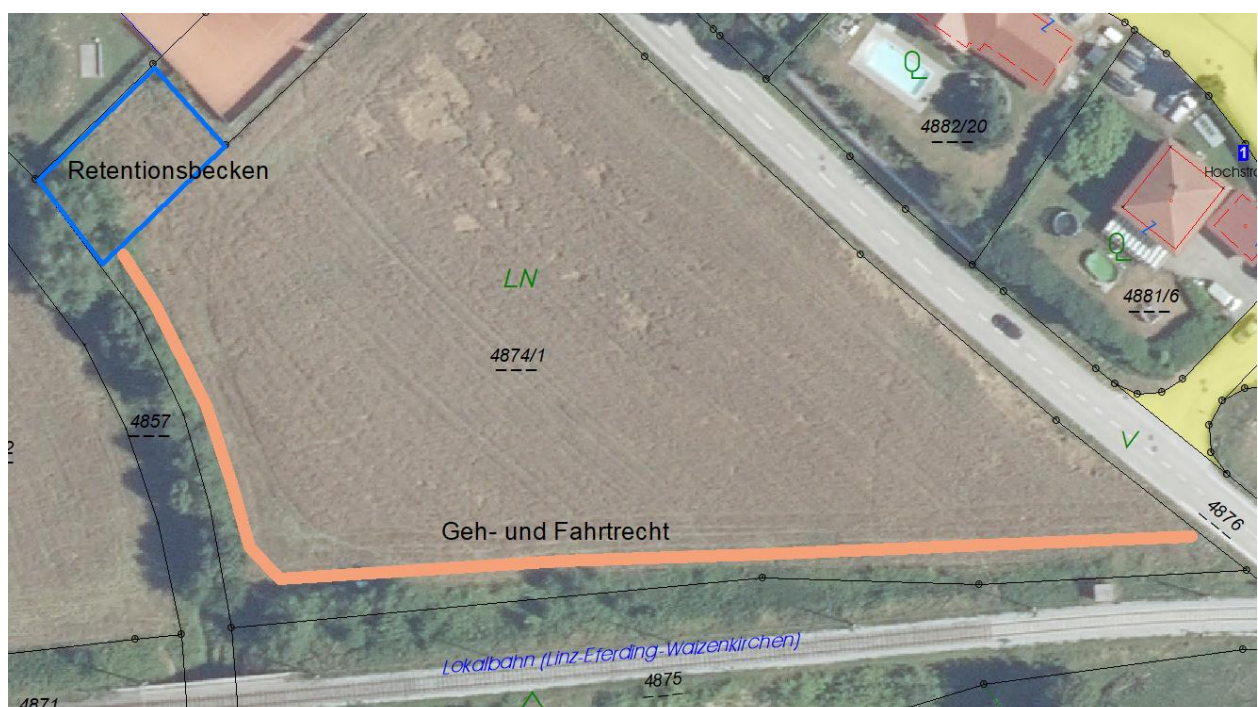 4882/20
1
Retentionsbecken
LN
4881/6
4874/1
4857
2
4876
Geh- und Fahrtrecht
Lokalbahn (Linz-Eferding-Waizenkirchen)
4875
4871